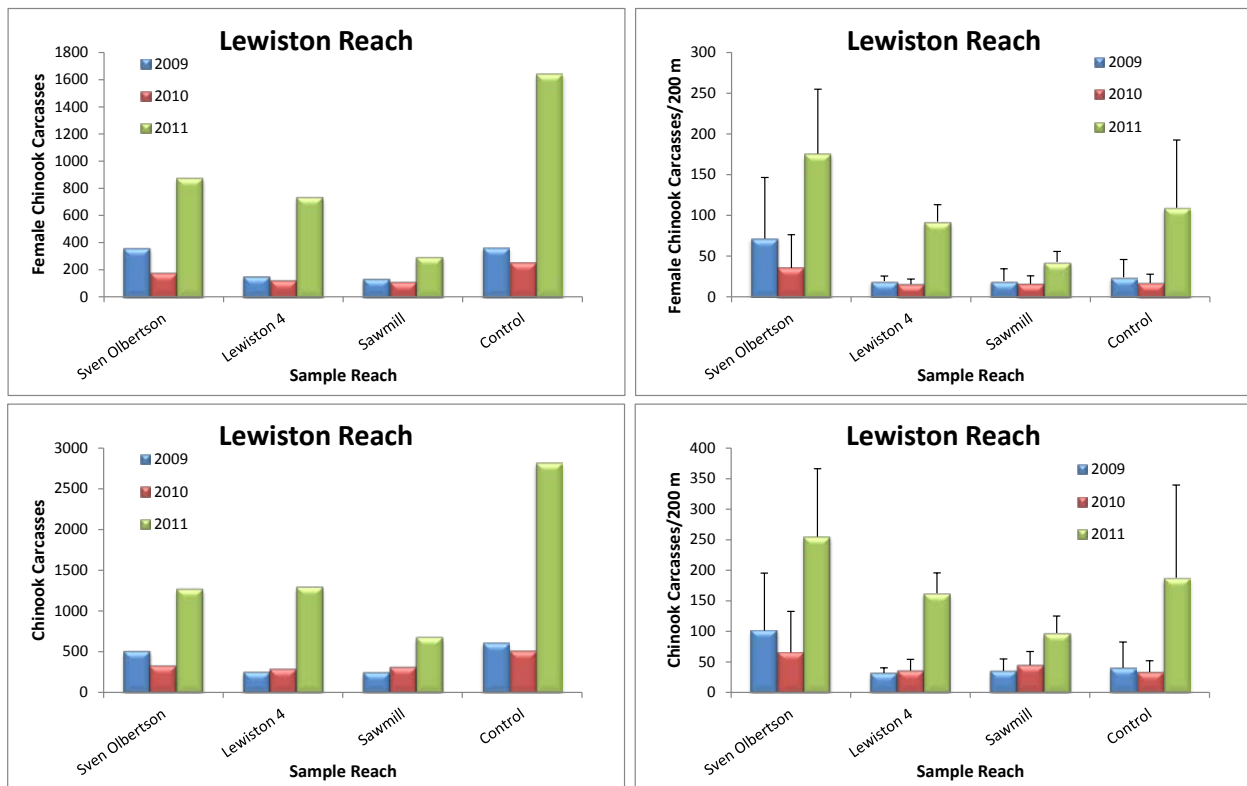 Lewiston Reach
Female Chinook Carcasses
1800
1600
1400
1200
1000
800
600
400
200
0
2009
2010
2011
Sven Olbertson
Lewiston 4
Sawmill
Control
Sample Reach
Lewiston Reach
Female Chinook Carcasses/200 m
300
250
200
150
100
50
0
2009
2010
2011
Sven Olbertson
Lewiston 4
Sawmill
Control
Sample Reach
Lewiston Reach
Chinook Carcasses
3000
2500
2000
1500
1000
500
0
2009
2010
2011
Sven Olbertson
Lewiston 4
Sawmill
Control
Sample Reach
Lewiston Reach
Chinook Carcasses/200 m
400
350
300
250
200
150
100
50
0
2009
2010
2011
Sven Olbertson
Lewiston 4
Sawmill
Control
Sample Reach